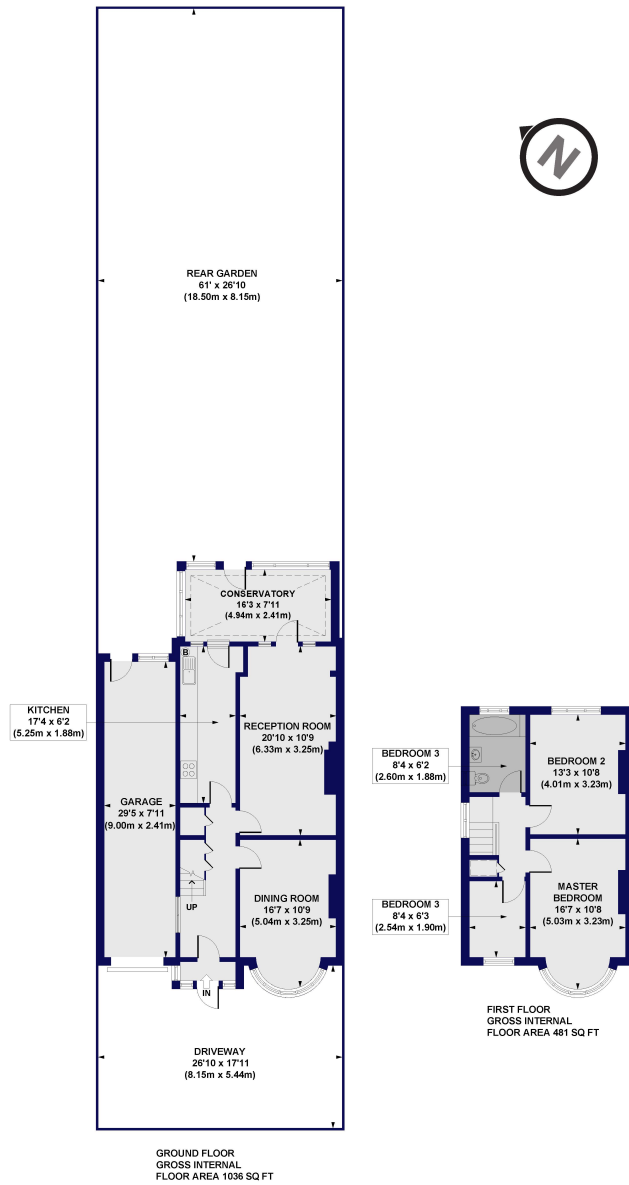 N
REAR GARDEN
61' x 26'10
(18.50m x 8.15m)
CONSERVATORY
16'3 x 7'11
(4.94m x 2.41m)
B
KITCHEN
17'4 x 6'2
(5.25m x 1.88m)
RECEPTION ROOM
20'10 x 10'9
(6.33m x 3.25m)
GARAGE
29'5 x 7'11
(9.00m x 2.41m)
UP
DINING ROOM
16'7 x 10'9
(5.04m x 3.25m)
IN
DRIVEWAY
26'10 x 17'11
(8.15m x 5.44m)
GROUND FLOOR
GROSS INTERNAL
FLOOR AREA 1036 SQ FT
BEDROOM 3
8'4 x 6'2
(2.60m x 1.88m)
BEDROOM 2
13'3 x 10'8
(4.01m x 3.23m)
BEDROOM 3
8'4 x 6'3
(2.54m x 1.90m)
MASTER
BEDROOM
16'7 x 10'8
(5.03m x 3.23m)
FIRST FLOOR
GROSS INTERNAL
FLOOR AREA 481 SQ FT